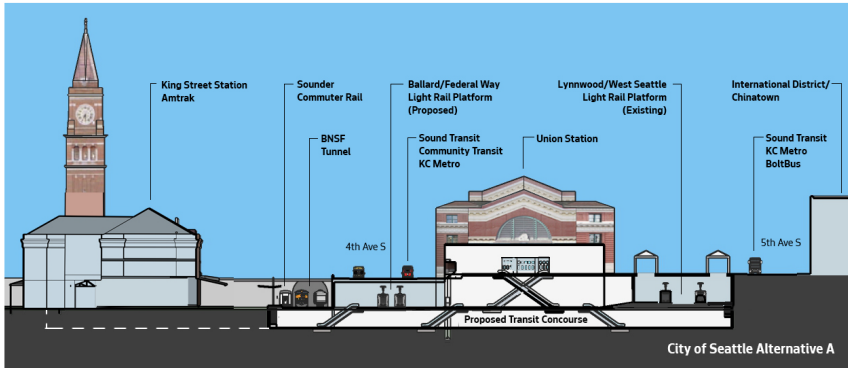 King Street Station
Amtrak
Sounder
Commuter Rail
BNSF
Tunnel
Ballard/Federal Way
Light Rail Platform
(Proposed)
Sound Transit
Community Transit
KC Metro
Union Station
Lynnwood/West Seattle
Light Rail Platform
(Existing)
International District/
Chinatown
Sound Transit
KC Metro
BoltBus
4th Ave S
5th Ave S
Proposed Transit Concourse
City of Seattle Alternative A